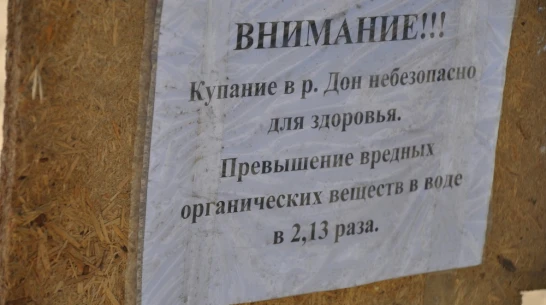 ВНИМАНИЕ!!!
Купание в р. Дон небезопасно
для здоровья.
Превышение вредных
органических веществ в воде
в 2,13 раза.